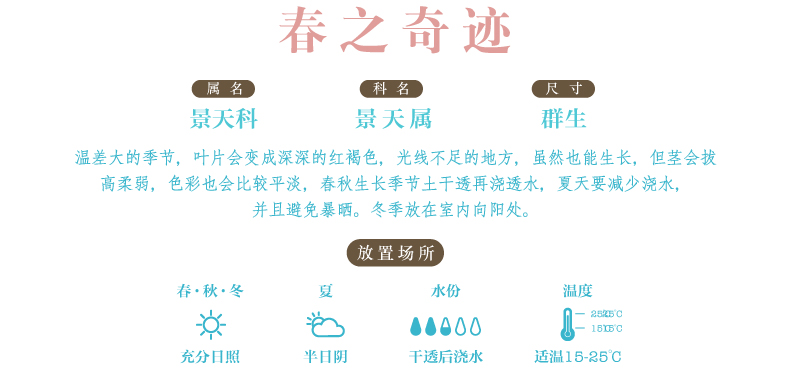 春之奇迹
属名 科名 尺寸
景天科 景天属 群生
温差大的季节，叶片会变成深深的红褐色，光线不足的地方，虽然也能生长，但茎会拔
高柔弱，色彩也会比较平淡，春秋生长季节土干透再浇透水，夏天要减少浇水，
并且避免暴晒。冬季放在室内向阳处。
放置场所
春·秋·冬 夏 水份 温度
25℃
15℃
充分日照 半日阴 干透后浇水 适温15-25℃